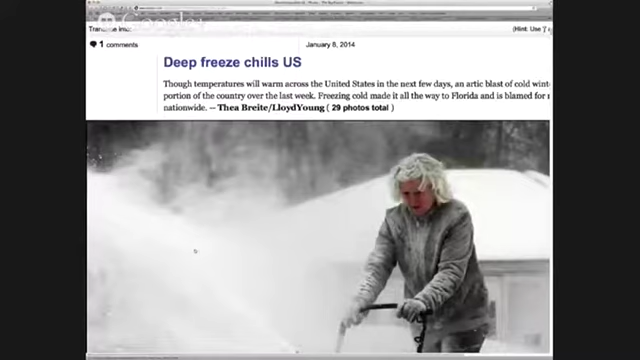 Google+
1 comments
January 8, 2014
(Hint: Use 'j'
Deep freeze chills US
Though temperatures will warm across the United States in the next few days, an artic blast of cold wint
portion of the country over the last week. Freezing cold made it all the way to Florida and is blamed for
nationwide. -- Thea Breite/LloydYoung ( 29 photos total )